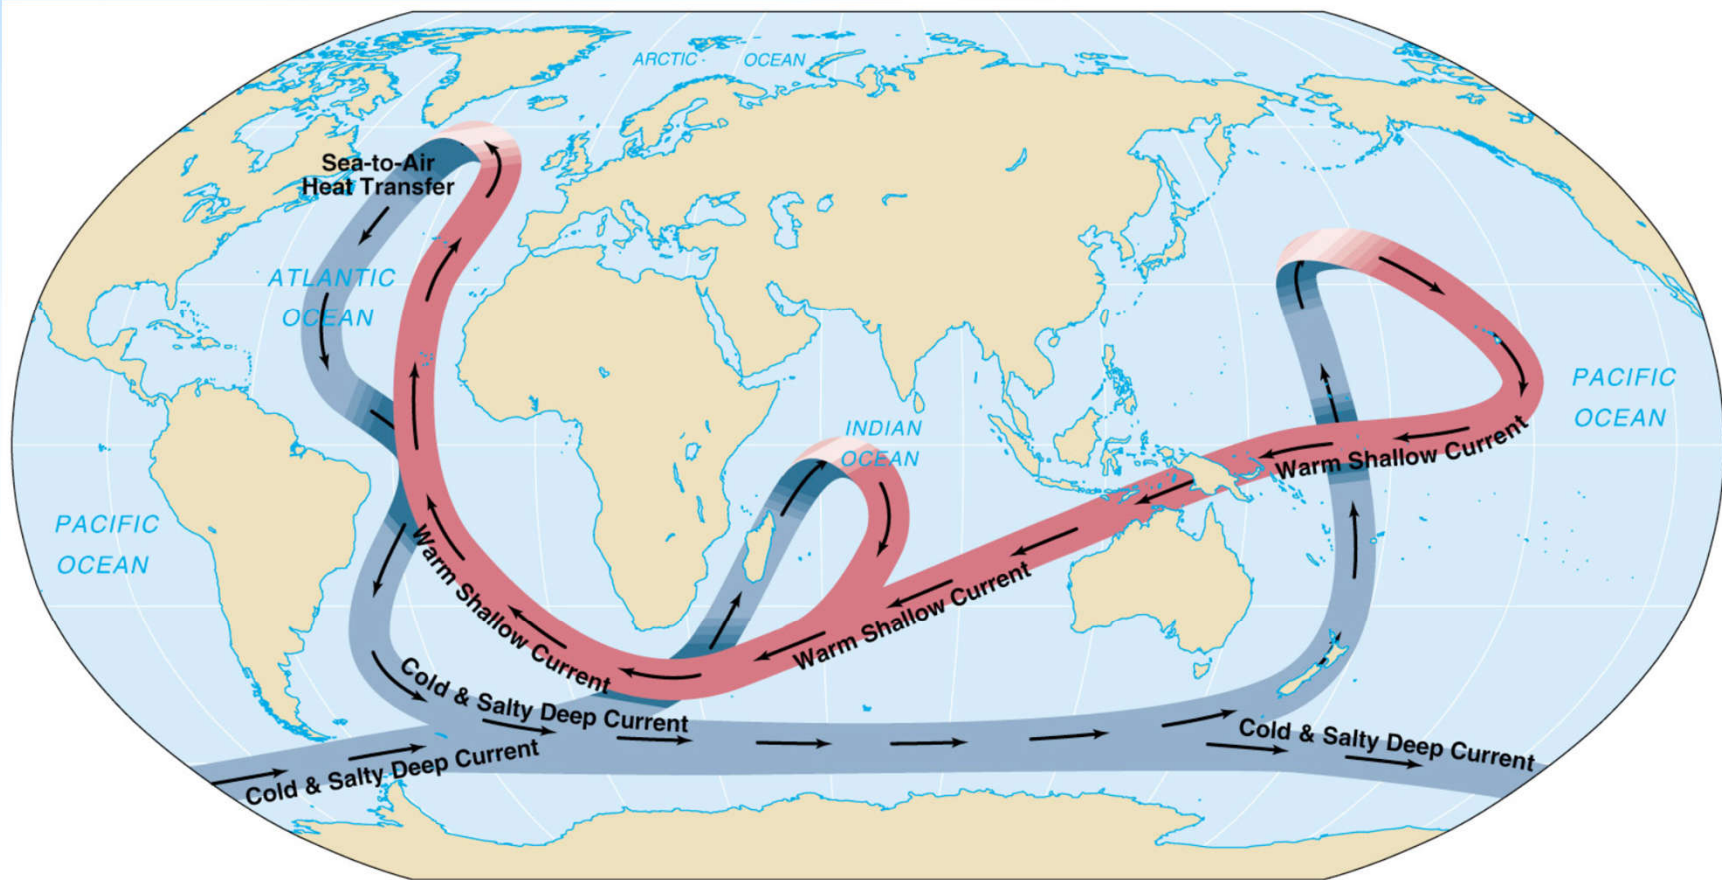 ARCTIC OCEAN
Sea-to-Air
Heat Transfer
ATLANTIC
OCEAN
PACIFIC
OCEAN
INDIAN
OCEAN
PACIFIC
OCEAN
Warm Shallow Current
Warm Shallow Current
Warm Shallow Current
Cold & Salty Deep Current
Cold & Salty Deep Current
Cold & Salty Deep Current